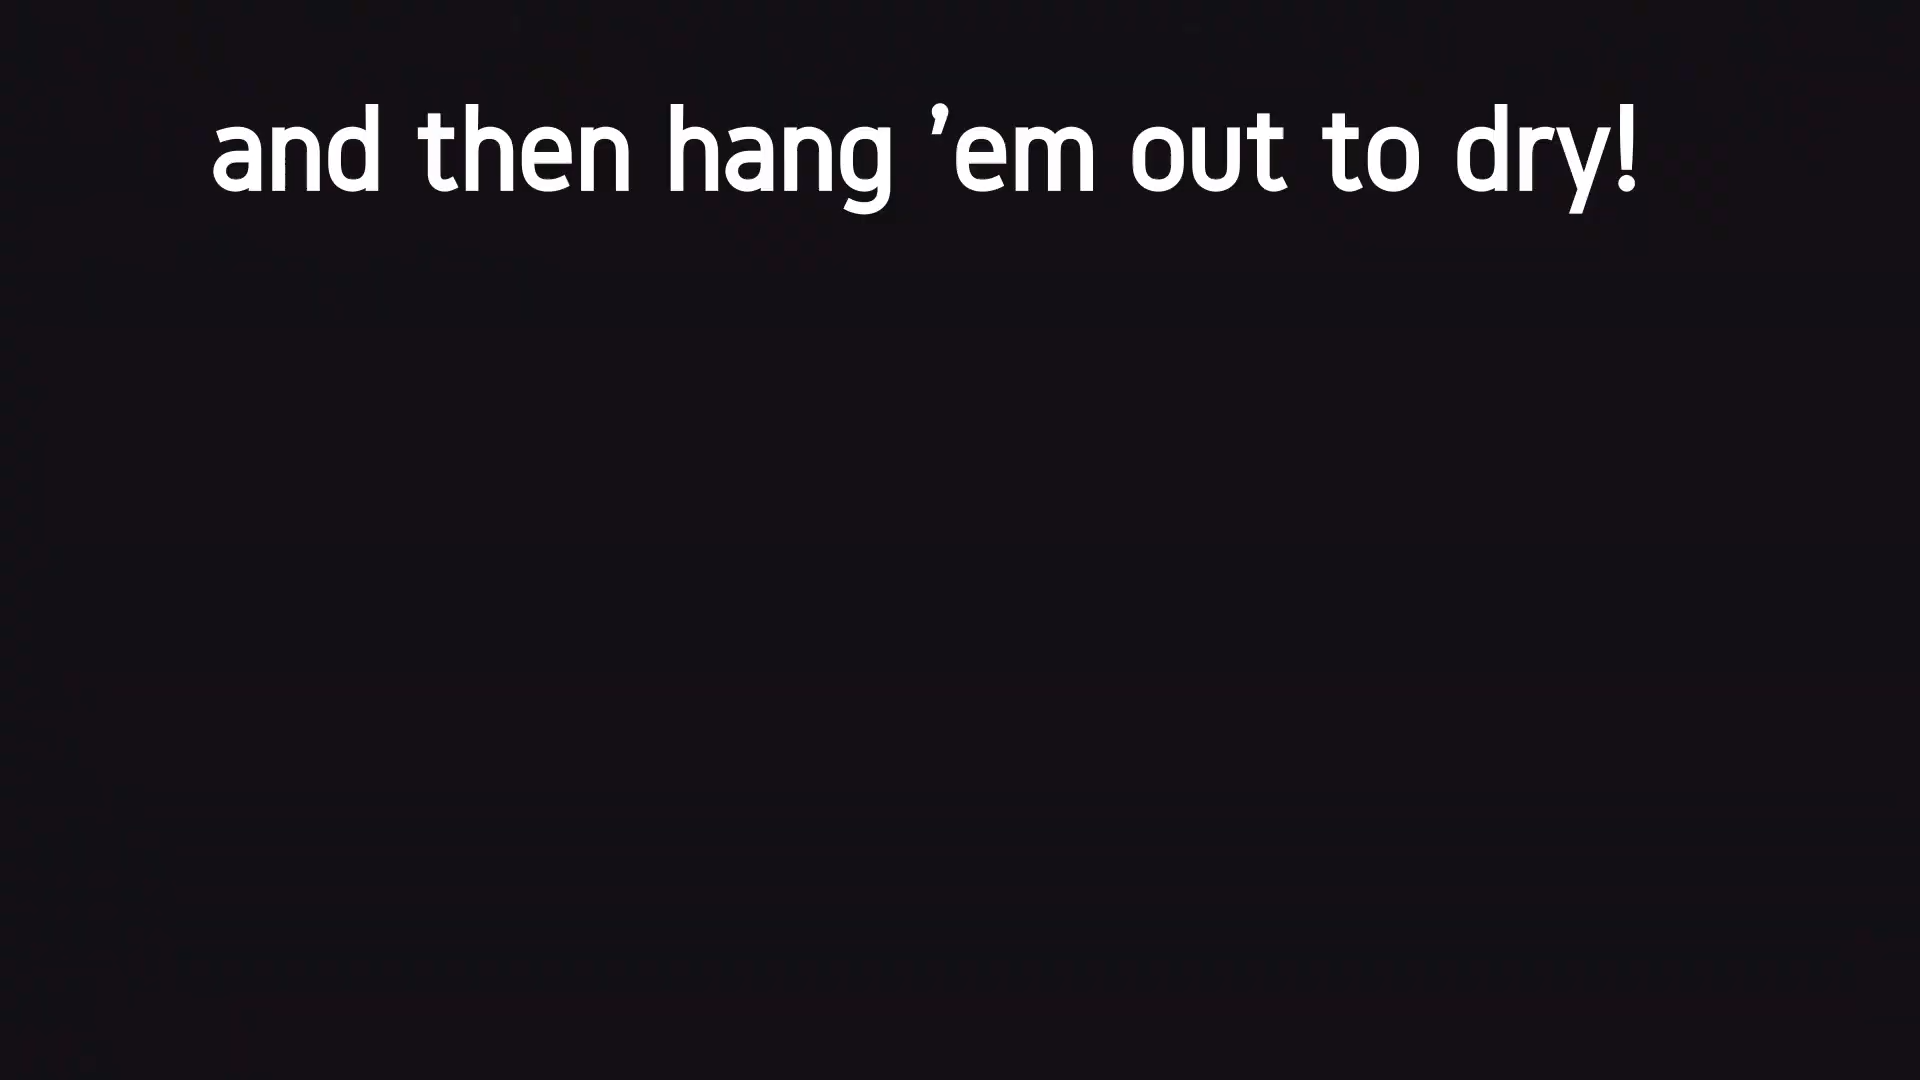 and then hang ’em out to dry!